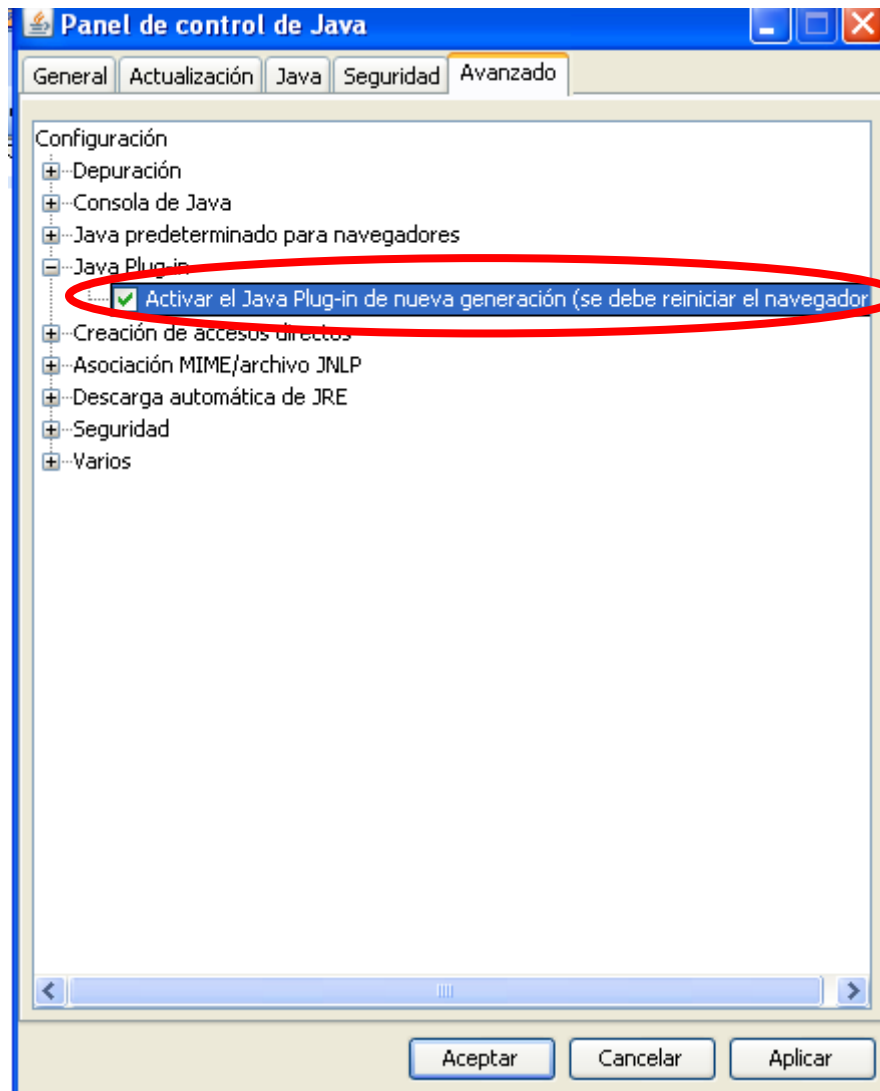 Panel de control de Java
General Actualización Java Seguridad Avanzado
Configuración
Depuración
Consola de Java
Java predeterminado para navegadores
Java Plug-in
Activar el Java Plug-in de nueva generación (se debe reiniciar el navegador
Creación de accesos directos
Asociación MIME/archivo JNLP
Descarga automática de JRE
Seguridad
Varios
Aceptar Cancelar Aplicar